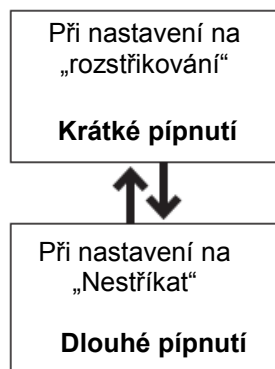 Při nastavení na
„rozstřikování“
Krátké pípnutí
Při nastavení na
„Nestříkat“
Dlouhé pípnutí